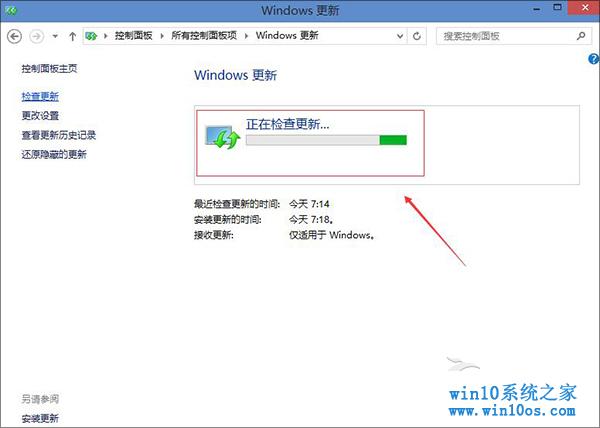 Windows 更新
控制面板 所有控制面板项 Windows 更新
搜索控制面板
控制面板主页
Windows 更新
检查更新
更改设置
查看更新历史记录
还原隐藏的更新
正在检查更新...
最近检查更新的时间: 今天 7:14
安装更新的时间: 今天 7:18。
接收更新: 仅适用于 Windows。
另请参阅
安装更新
win10系统之家
www.win10os.com